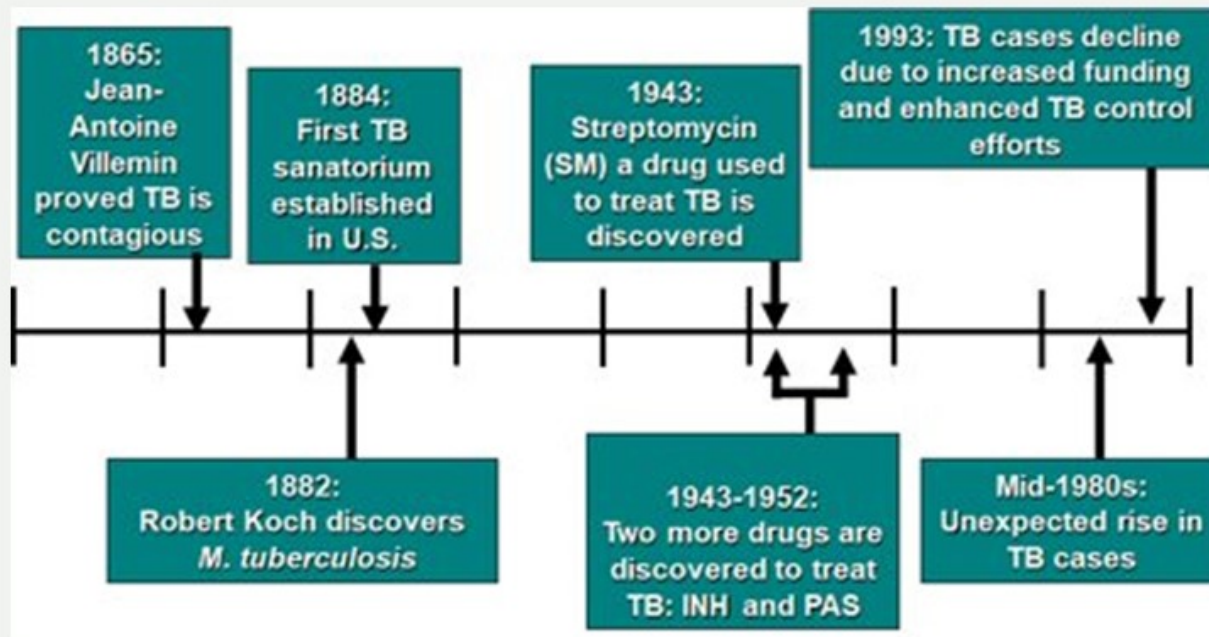 1865:
Jean-
Antoine
Villemin
proved TB is
contagious
1884:
First TB
sanatorium
established
in U.S.
1943:
Streptomycin
(SM) a drug used
to treat TB is
discovered
1993: TB cases decline
due to increased funding
and enhanced TB control
efforts
1882:
Robert Koch discovers
M. tuberculosis
1943-1952:
Two more drugs are
discovered to treat
TB: INH and PAS
Mid-1980s:
Unexpected rise in
TB cases